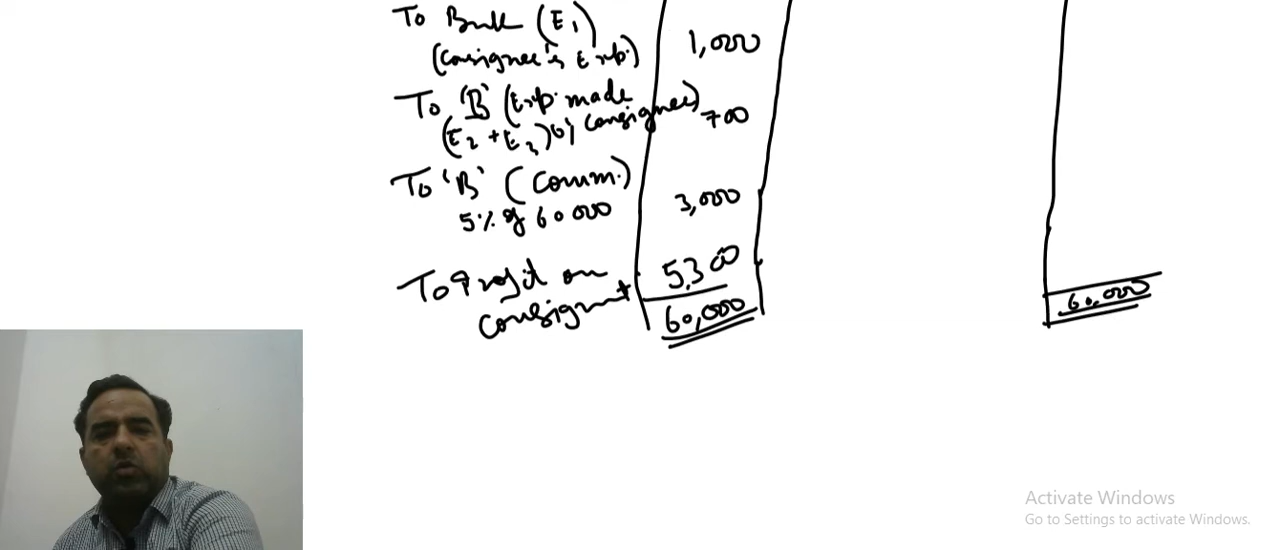 To Bank (E1)
(Consignee's Exp.)
1,000
To 'B' (Exp. made
(E2 + E3) by consignee)
700
To 'B' (Comm.)
5% of 60000
3,000
To Profit on
consignment
5,300
60,000
60,000
Activate Windows
Go to Settings to activate Windows.